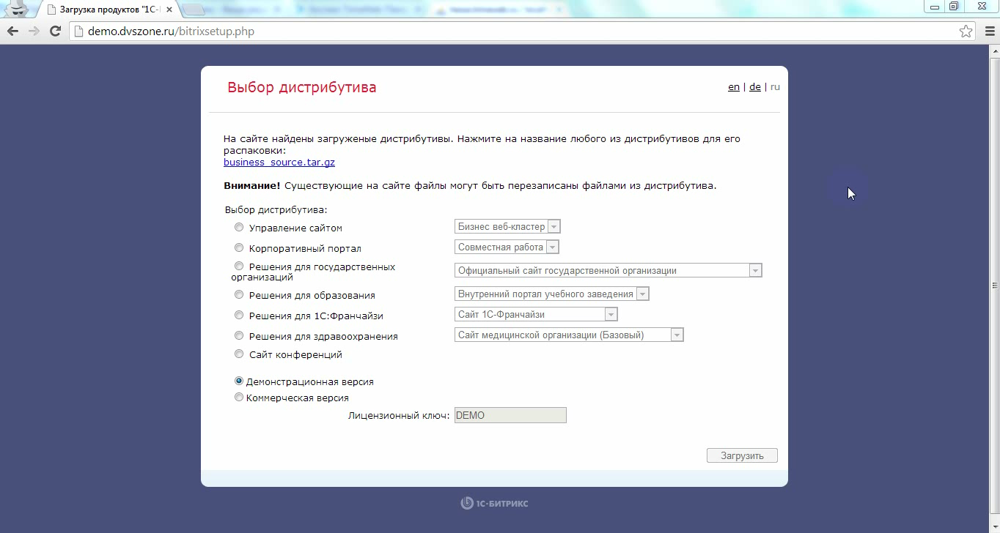 Загрузка продуктов "1С-
demo.dvszone.ru/bitrixsetup.php
Выбор дистрибутива
en | de | ru
На сайте найдены загруженые дистрибутивы. Нажмите на название любого из дистрибутивов для его
распаковки:
business_source.tar.gz
Внимание! Существующие на сайте файлы могут быть перезаписаны файлами из дистрибутива.
Выбор дистрибутива:
Управление сайтом Бизнес веб-кластер
Корпоративный портал Совместная работа
Решения для государственных
организаций Официальный сайт государственной организации
Решения для образования Внутренний портал учебного заведения
Решения для 1С:Франчайзи Сайт 1С-Франчайзи
Решения для здравоохранения Сайт медицинской организации (Базовый)
Сайт конференций
Демонстрационная версия
Коммерческая версия
Лицензионный ключ: DEMO
Загрузить
1С-БИТРИКС